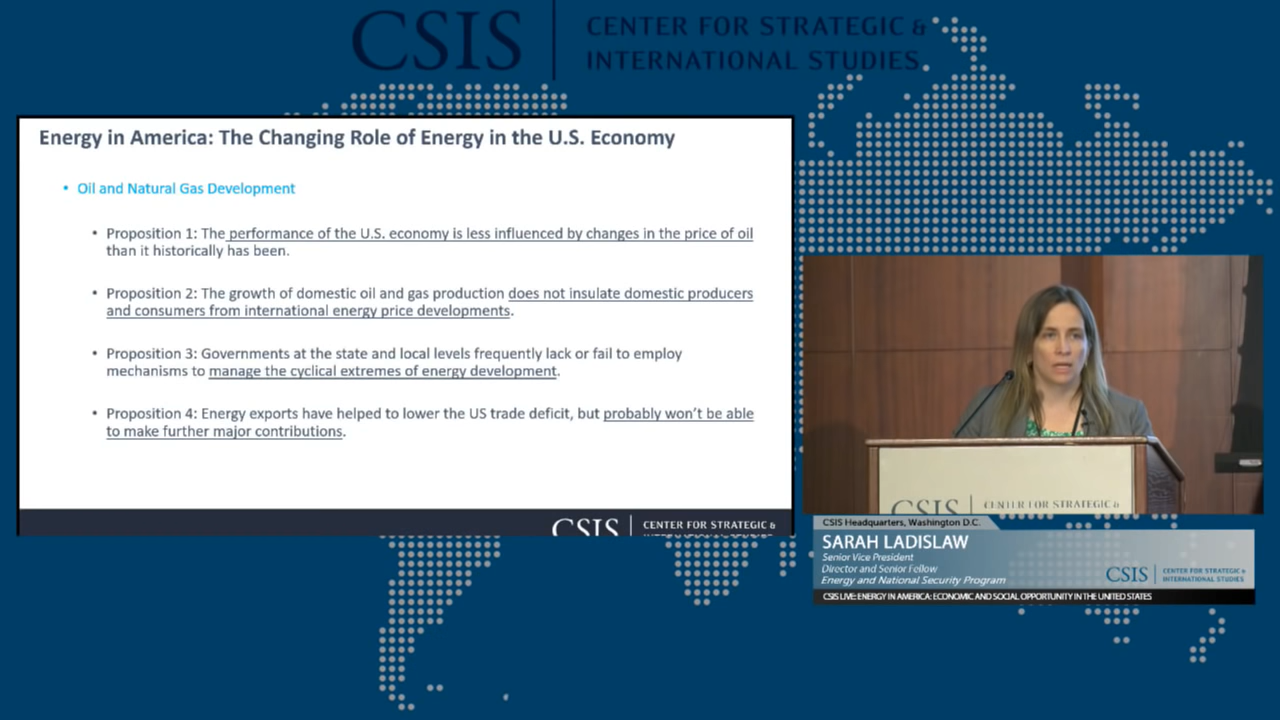 CSIS
CENTER FOR STRATEGIC &
INTERNATIONAL STUDIES
Energy in America: The Changing Role of Energy in the U.S. Economy
• Oil and Natural Gas Development
• Proposition 1: The performance of the U.S. economy is less influenced by changes in the price of oil
than it historically has been.
• Proposition 2: The growth of domestic oil and gas production does not insulate domestic producers
and consumers from international energy price developments.
• Proposition 3: Governments at the state and local levels frequently lack or fail to employ
mechanisms to manage the cyclical extremes of energy development.
• Proposition 4: Energy exports have helped to lower the US trade deficit, but probably won't be able
to make further major contributions.
CSIS
CENTER FOR STRATEGIC &
INTERNATIONAL STUDIES
CSIS
CENTER FOR STRATEGIC &
CSIS Headquarters, Washington D.C.
SARAH LADISLAW
Senior Vice President
Director and Senior Fellow
Energy and National Security Program
CSIS
CENTER FOR STRATEGIC &
INTERNATIONAL STUDIES
CSIS LIVE: ENERGY IN AMERICA: ECONOMIC AND SOCIAL OPPORTUNITY IN THE UNITED STATES